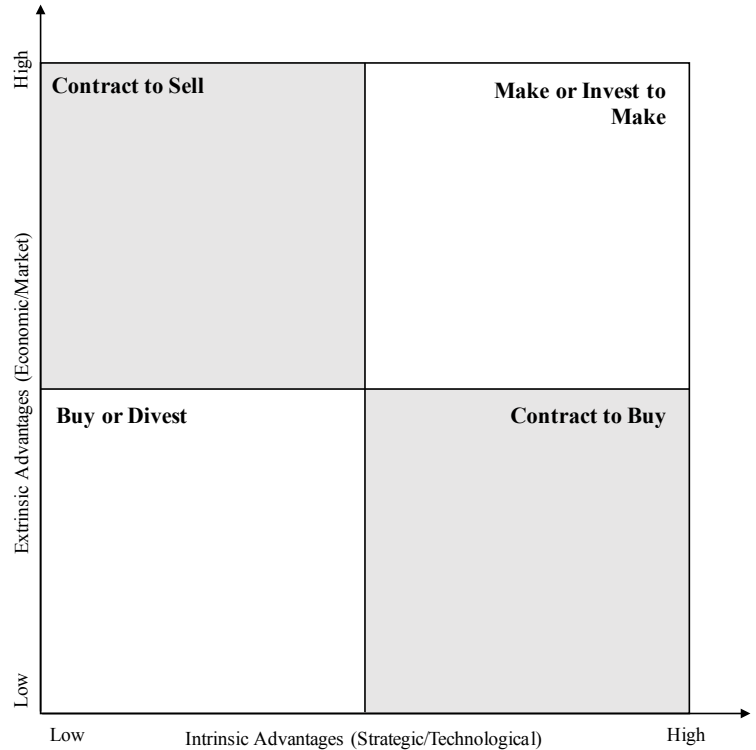 High
Contract to Sell
Make or Invest to
Make
Extrinsic Advantages (Economic/Market)
Buy or Divest
Contract to Buy
Low
Low
Intrinsic Advantages (Strategic/Technological)
High